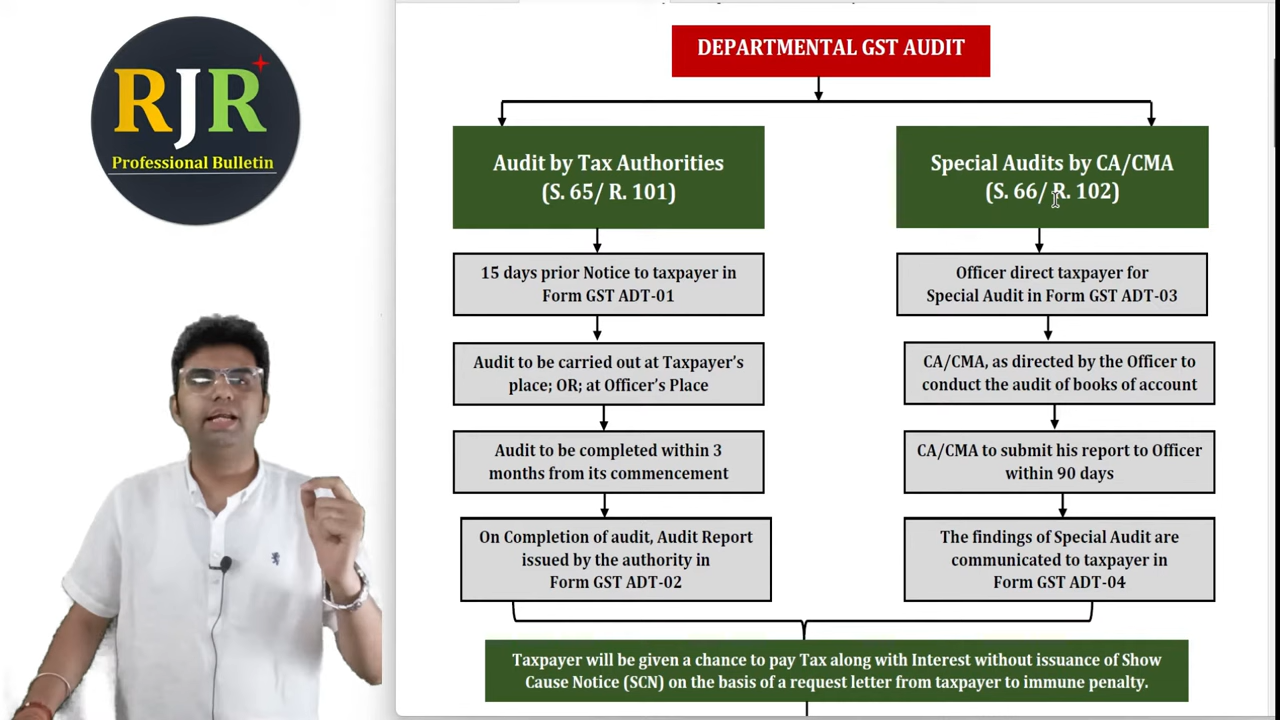 RJR
Professional Bulletin
DEPARTMENTAL GST AUDIT
Audit by Tax Authorities
(S. 65/ R. 101)
15 days prior Notice to taxpayer in
Form GST ADT-01
Audit to be carried out at Taxpayer's
place; OR; at Officer's Place
Audit to be completed within 3
months from its commencement
On Completion of audit, Audit Report
issued by the authority in
Form GST ADT-02
Special Audits by CA/CMA
(S. 66/ R. 102)
Officer direct taxpayer for
Special Audit in Form GST ADT-03
CA/CMA, as directed by the Officer to
conduct the audit of books of account
CA/CMA to submit his report to Officer
within 90 days
The findings of Special Audit are
communicated to taxpayer in
Form GST ADT-04
Taxpayer will be given a chance to pay Tax along with Interest without issuance of Show
Cause Notice (SCN) on the basis of a request letter from taxpayer to immune penalty.